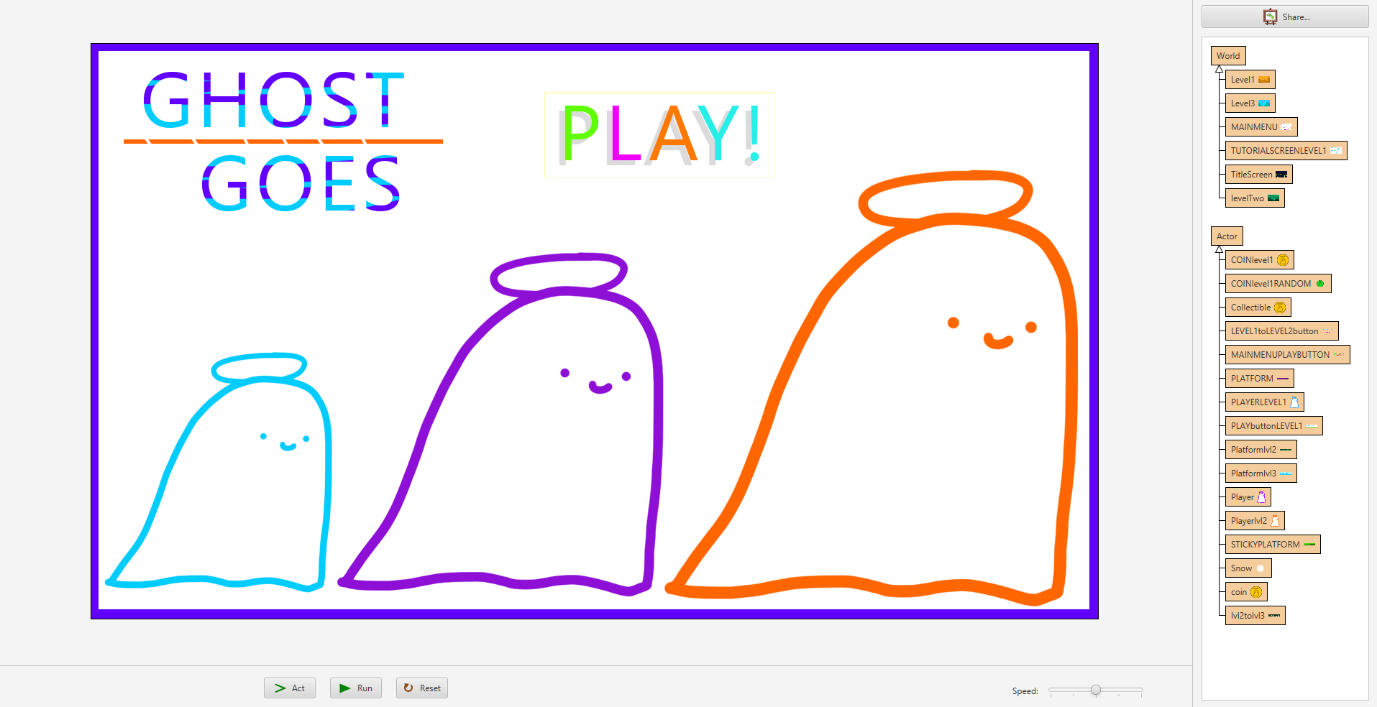 GHOST
GOES
PLAY!
Act
Run
Reset
Speed:
Share...
World
Level1
Level3
MAINMENU
TUTORIALSCREENLEVEL1
TitleScreen
levelTwo
Actor
COINlevel1
COINlevel1RANDOM
Collectible
LEVEL1toLEVEL2button
MAINMENUPLAYBUTTON
PLATFORM
PLAYERLEVEL1
PLAYbuttonLEVEL1
Platformlvl2
Platformlvl3
Player
Playerlvl2
STICKYPLATFORM
Snow
coin
lvl2tolvl3